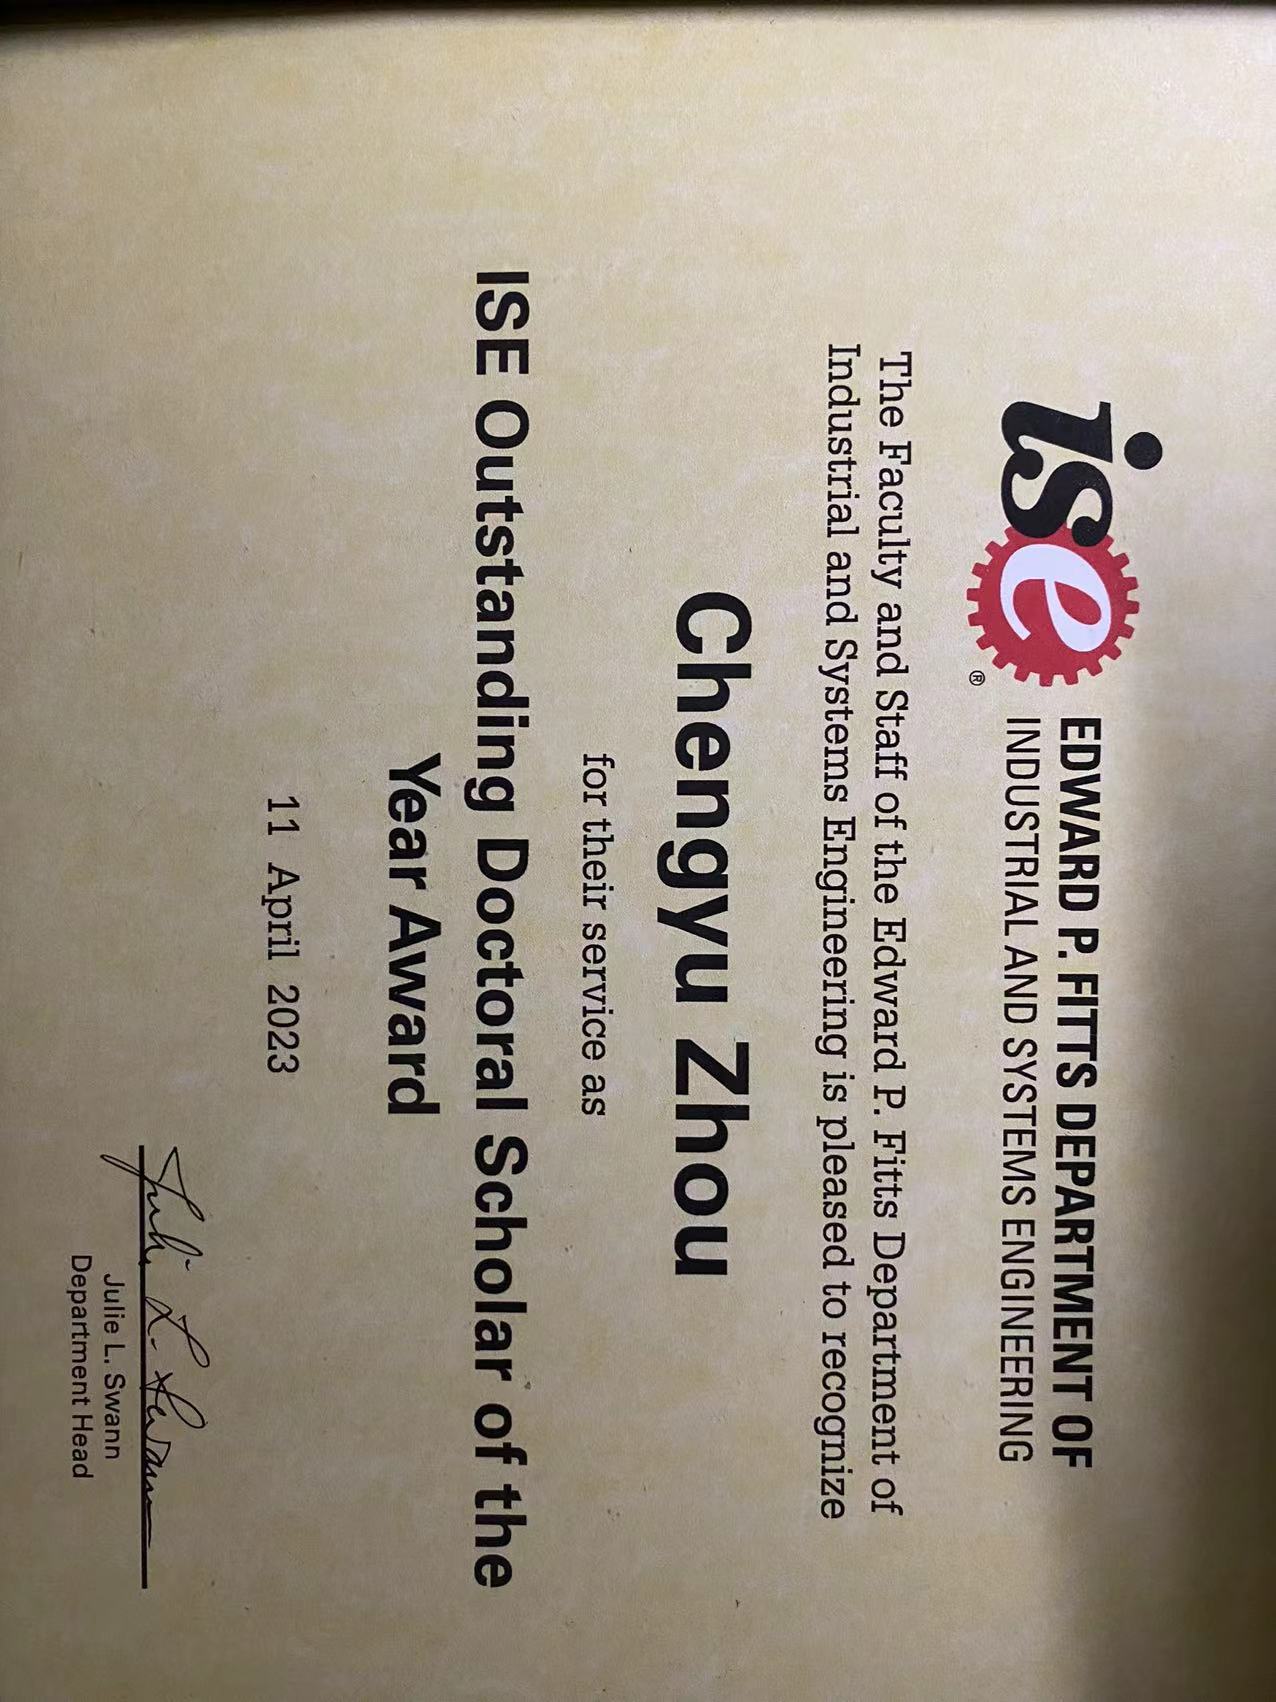 ise®
EDWARD P. FITTS DEPARTMENT OF
INDUSTRIAL AND SYSTEMS ENGINEERING
The Faculty and Staff of the Edward P. Fitts Department of
Industrial and Systems Engineering is pleased to recognize
Chengyu Zhou
for their service as
ISE Outstanding Doctoral Scholar of the
Year Award
11 April 2023
Julie L. Swann
Julie L. Swann
Department Head